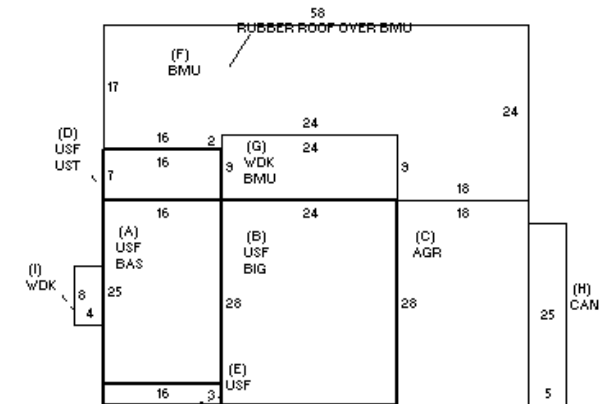 58
RUBBER ROOF OVER BMU
(F)
BMU
17
24
24
(D)
USF
UST
16
2
16
24
(G)
WDK
BMU
7
9
9
18
16
24
18
(A)
USF
BAS
(B)
USF
BIG
(C)
AGR
(I)
WDK
8
4
25
28
28
(H)
CAN
25
(E)
USF
16
3
5